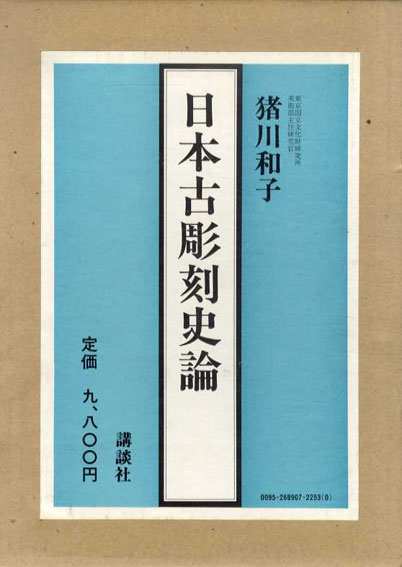 東京国立文化財研究所
美術部主任研究官
猪川和子
日本古彫刻史論
定価 九、八〇〇円
講談社
0095-268907-2253(0)